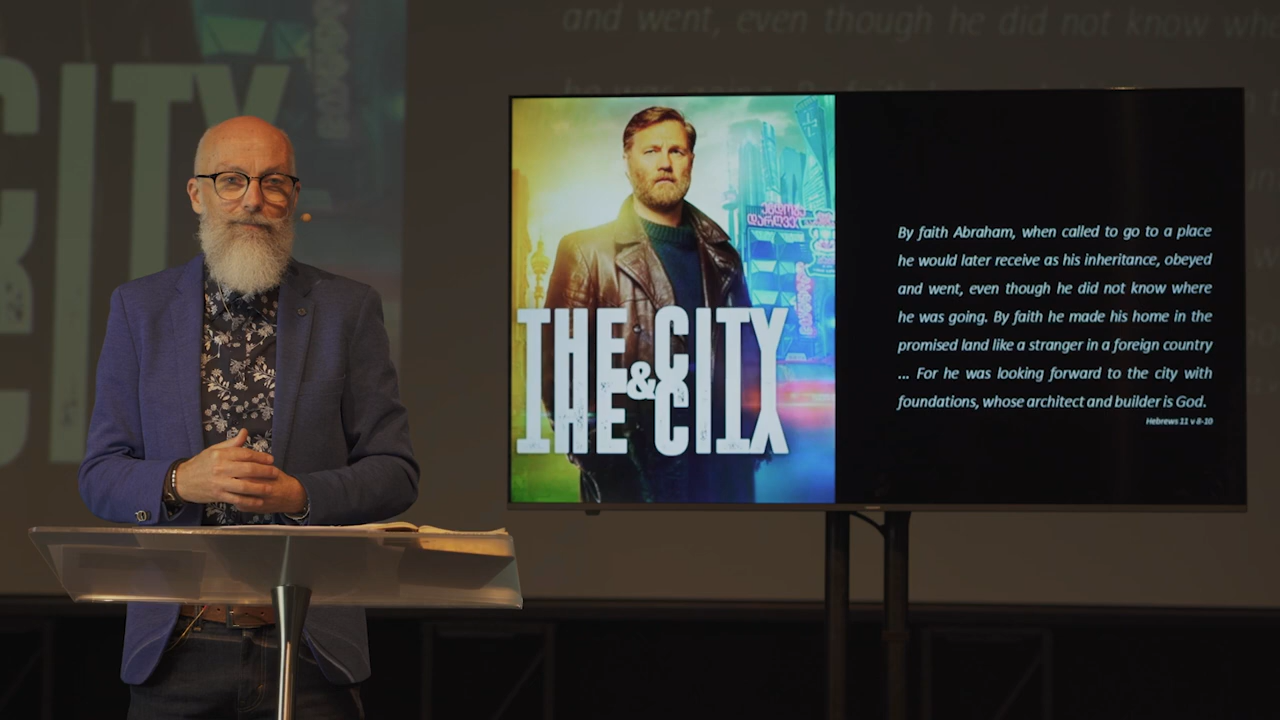 and went, even though he did not know
CITY
THE CITY
&
THE CITY
ეტდრეპ
დარღვევ
By faith Abraham, when called to go to a place
he would later receive as his inheritance, obeyed
and went, even though he did not know where
he was going. By faith he made his home in the
promised land like a stranger in a foreign country
... For he was looking forward to the city with
foundations, whose architect and builder is God.
Hebrews 11 v 8-10